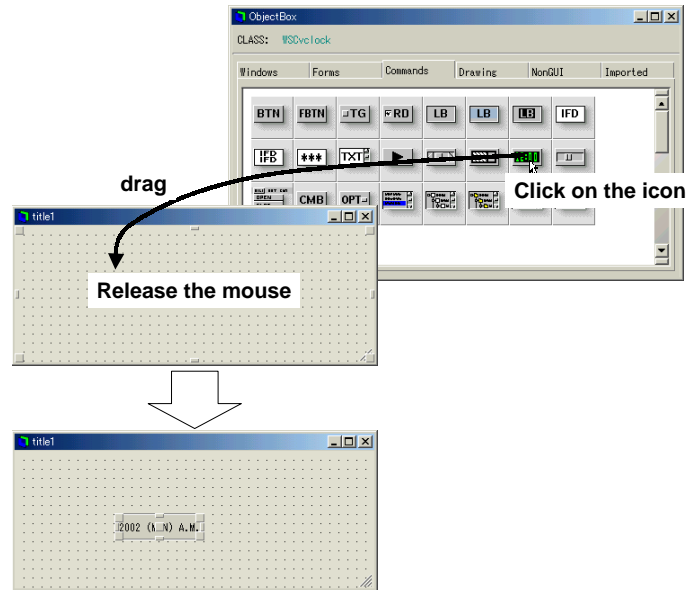 ObjectBox
CLASS: WSCvclock
Windows Forms Commands Drawing NonGUI Imported
BTN FBTN TG RD LB LB LB IFD
IFD IFD *** TXT
drag
Click on the icon
OPEN CMB OPT
title1
Release the mouse
title1
2002 ( N) A.M.